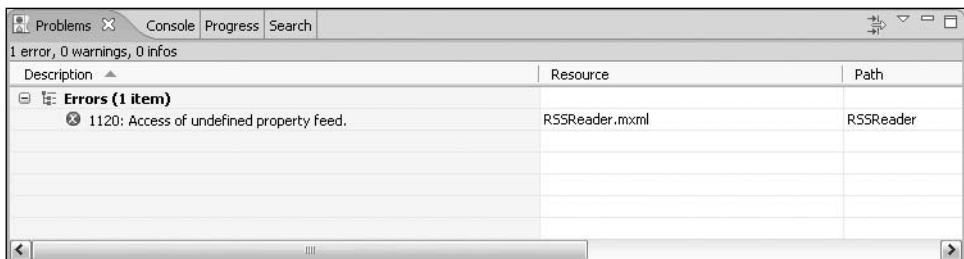 Problems Console Progress Search
1 error, 0 warnings, 0 infos
Description Resource Path
Errors (1 item)
1120: Access of undefined property feed. RSSReader.mxml RSSReader